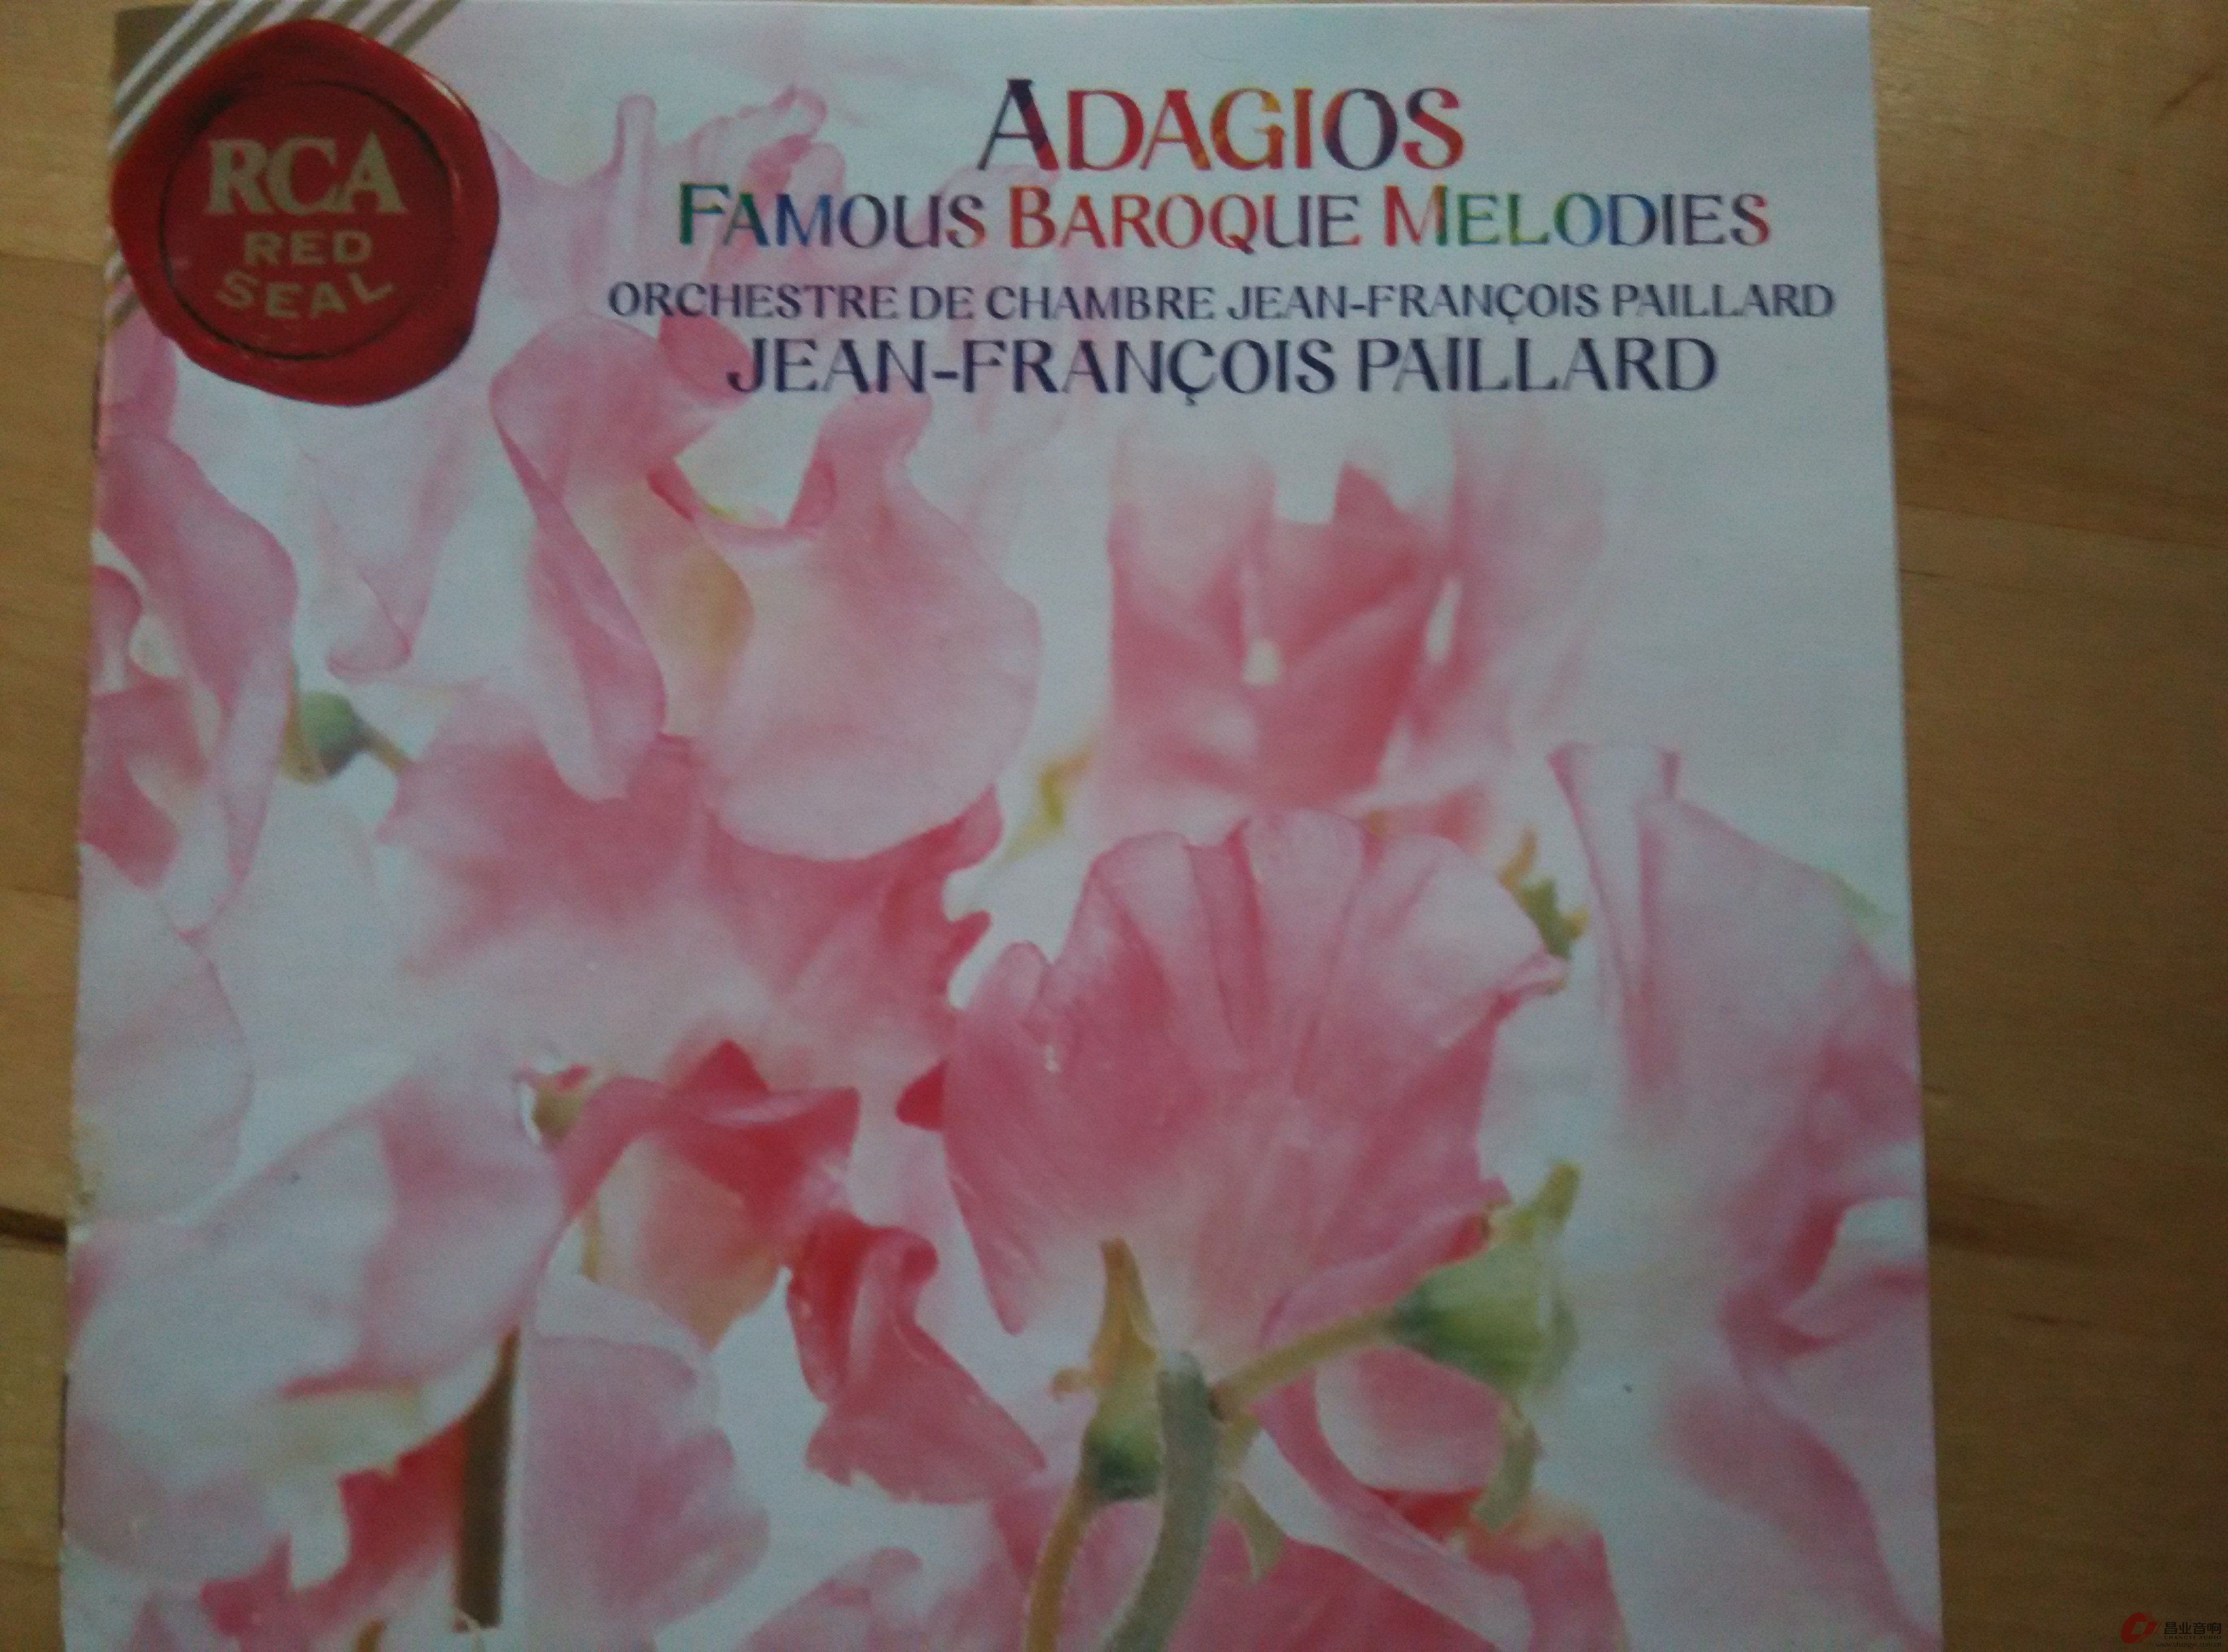 RCA
RED
SEAL
ADAGIOS
FAMOUS BAROQUE MELODIES
ORCHESTRE DE CHAMBRE JEAN-FRANÇOIS PAILLARD
JEAN-FRANÇOIS PAILLARD